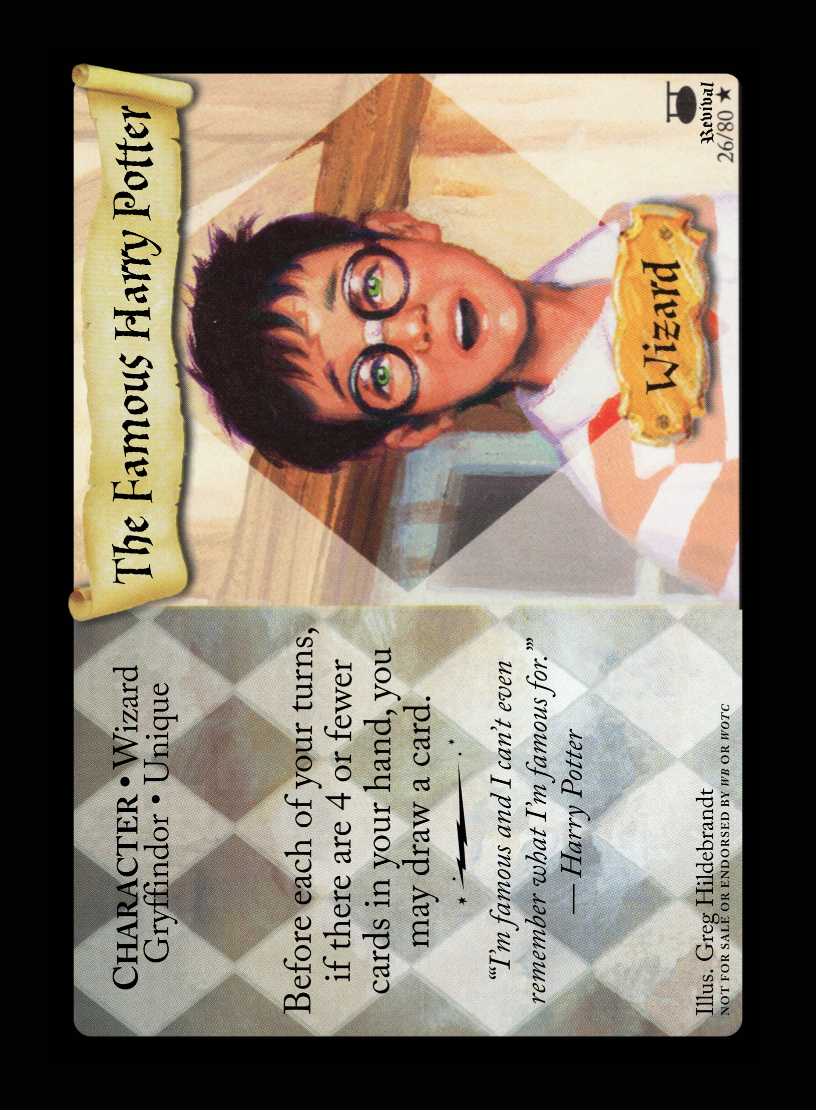 The Famous Harry Potter
CHARACTER • Wizard
Gryffindor • Unique
Before each of your turns,
if there are 4 or fewer
cards in your hand, you
may draw a card.
“‘I’m famous and I can’t even
remember what I’m famous for.’”
— Harry Potter
Illus. Greg Hildebrandt
NOT FOR SALE OR ENDORSED BY WB OR WOTC
Wizard
Revival
26/80 ★